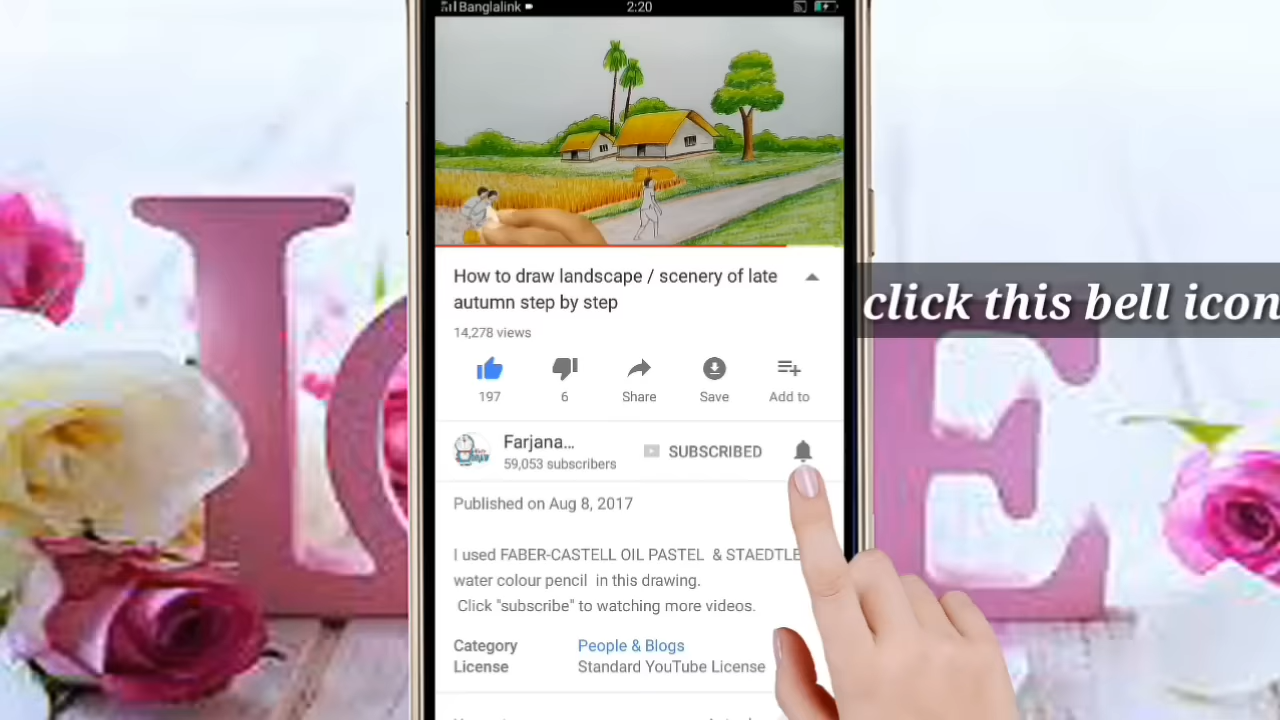 Banglalink
2:20
How to draw landscape / scenery of late
autumn step by step
14,278 views
197
6
Share
Save
Add to
Farjana...
59,053 subscribers
SUBSCRIBED
click this bell icon
Published on Aug 8, 2017
I used FABER-CASTELL OIL PASTEL & STAEDTLE
water colour pencil in this drawing.
Click "subscribe" to watching more videos.
Category People & Blogs
License Standard YouTube License